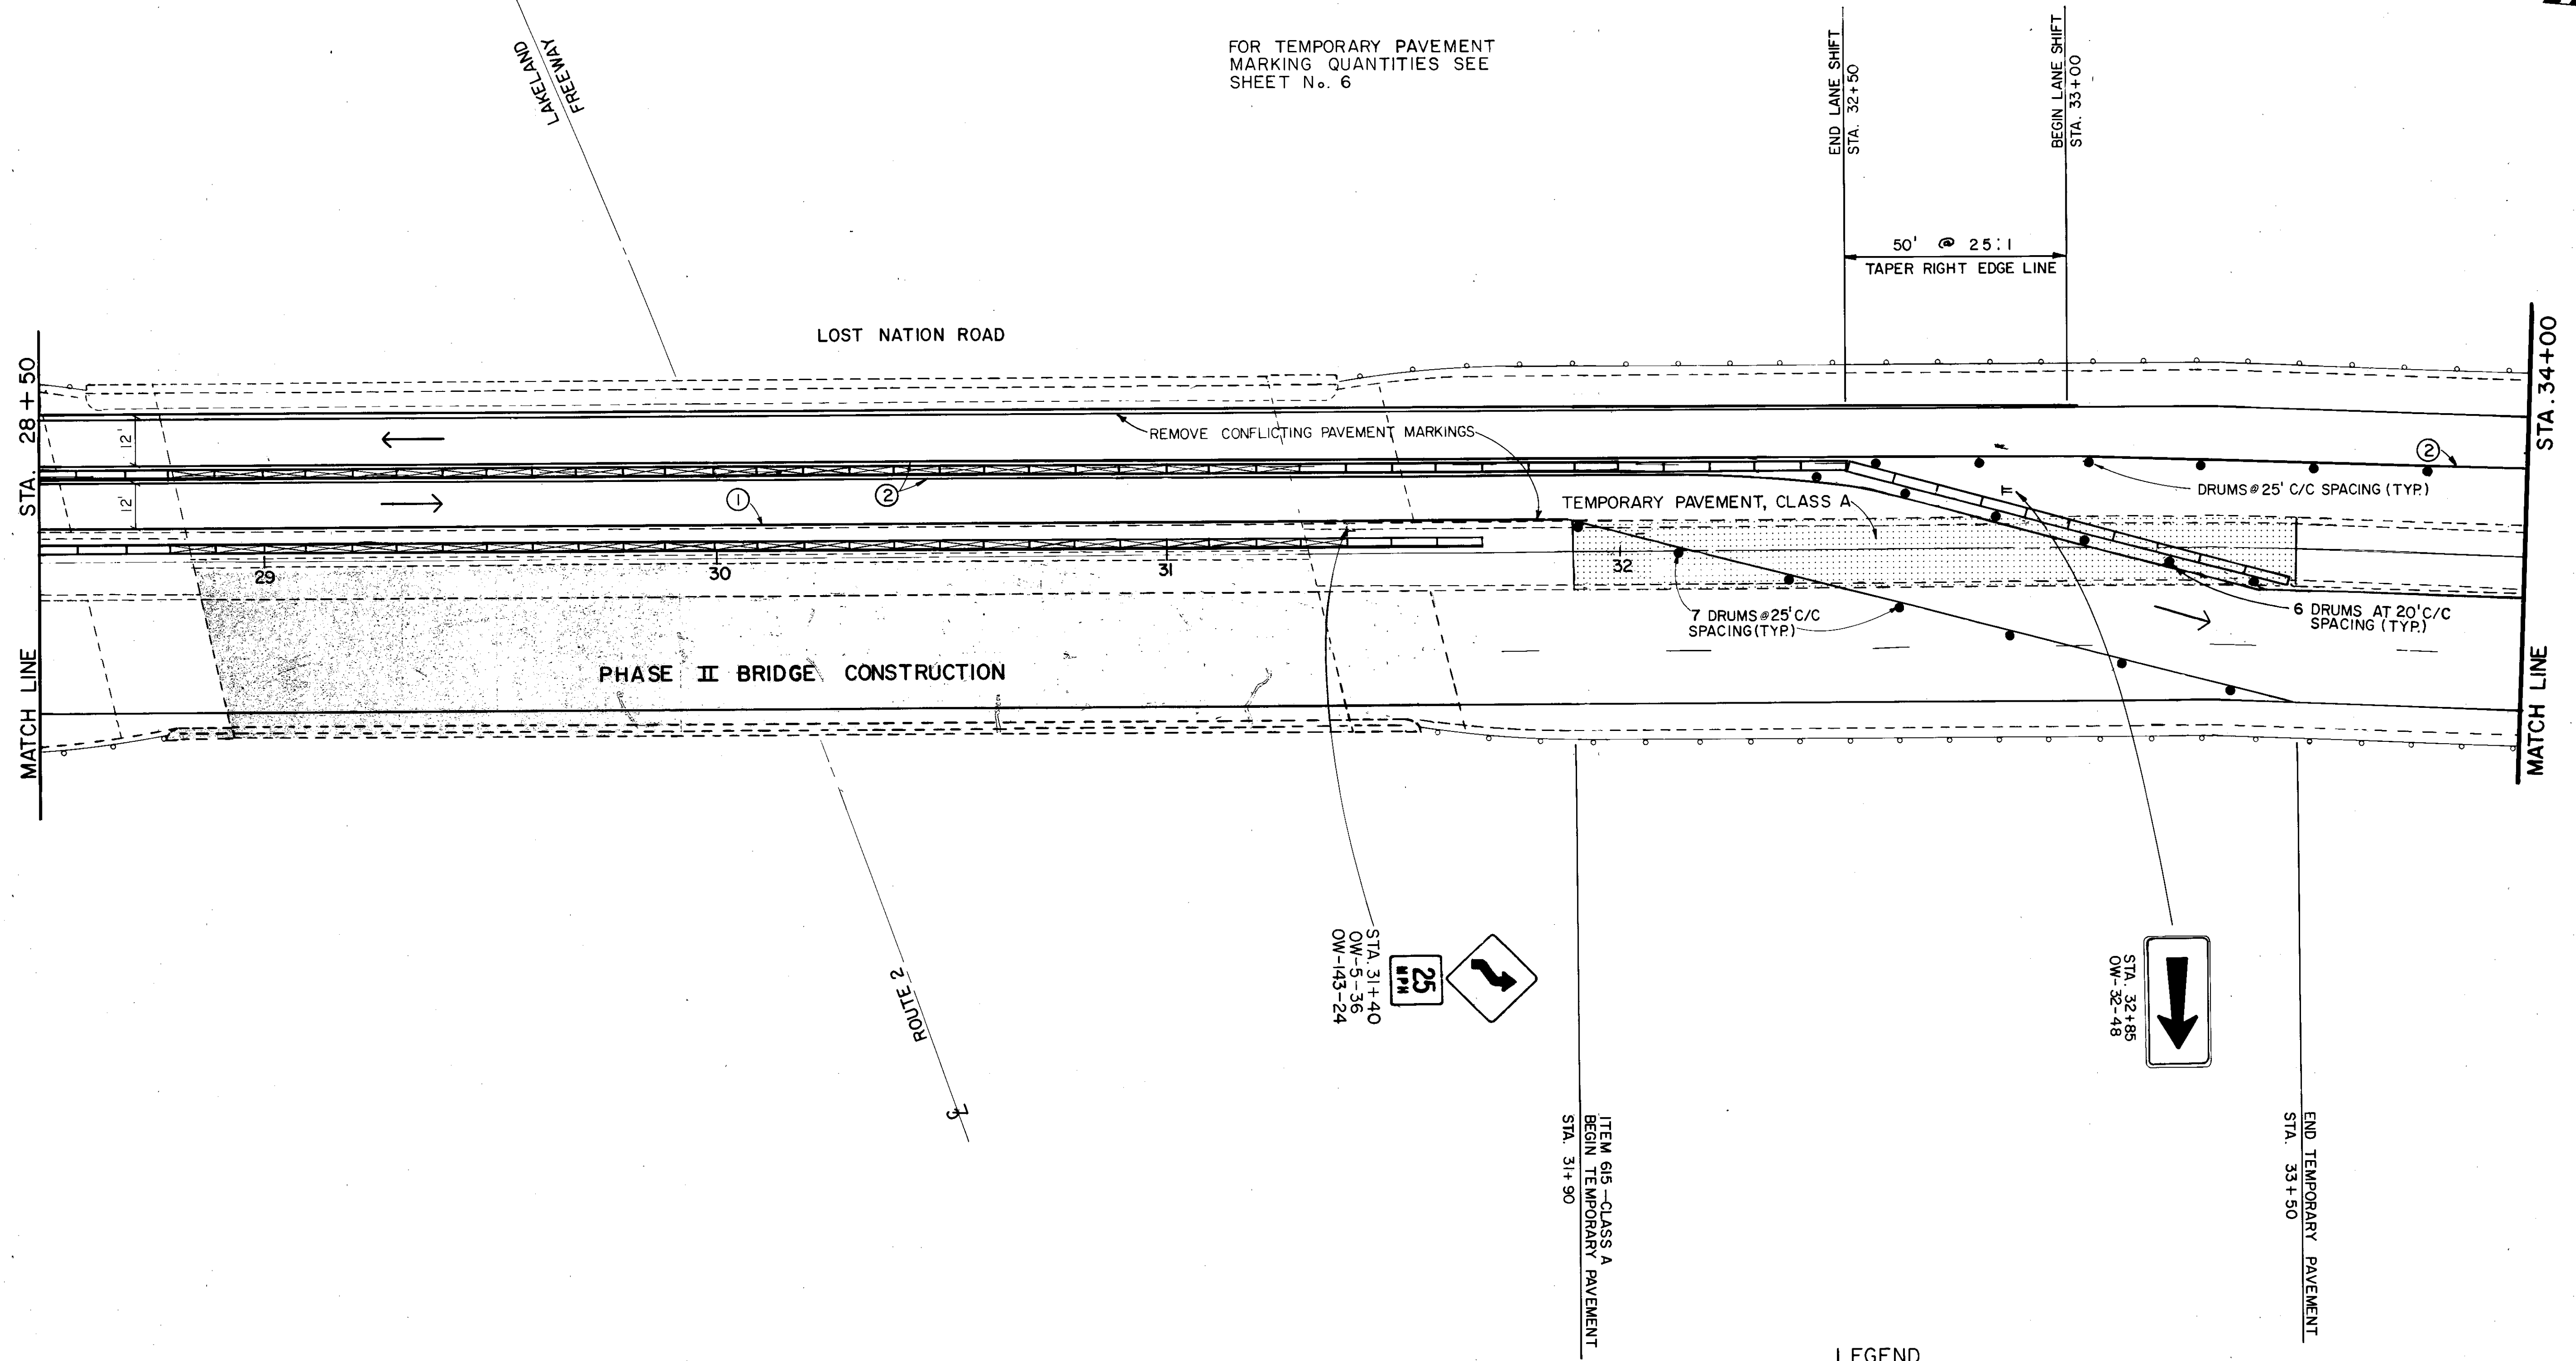 FOR TEMPORARY PAVEMENT
MARKING QUANTITIES SEE
SHEET No. 6
LAKELAND
FREEWAY
END LANE SHIFT
STA. 32+50
BEGIN LANE SHIFT
STA. 33+00
50' @ 25:1
TAPER RIGHT EDGE LINE
LOST NATION ROAD
STA. 28+50
MATCH LINE
STA. 34+00
MATCH LINE
12'
12'
REMOVE CONFLICTING PAVEMENT MARKINGS
1
2
2
TEMPORARY PAVEMENT, CLASS A
DRUMS @ 25' C/C SPACING (TYP.)
29
30
31
32
7 DRUMS @ 25' C/C
SPACING (TYP.)
6 DRUMS AT 20' C/C
SPACING (TYP.)
PHASE II BRIDGE CONSTRUCTION
ROUTE 2
STA. 31+40
OW-5-36
OW-143-24
25
MPH
STA. 32+85
OW-32-48
ITEM 615 - CLASS A
BEGIN TEMPORARY PAVEMENT
STA. 31+90
END TEMPORARY PAVEMENT
STA. 33+50
LEGEND